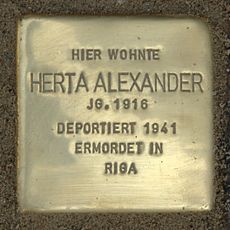 HIER WOHNTE
HERTA ALEXANDER
JG. 1916
DEPORTIERT 1941
ERMORDET IN
RIGA